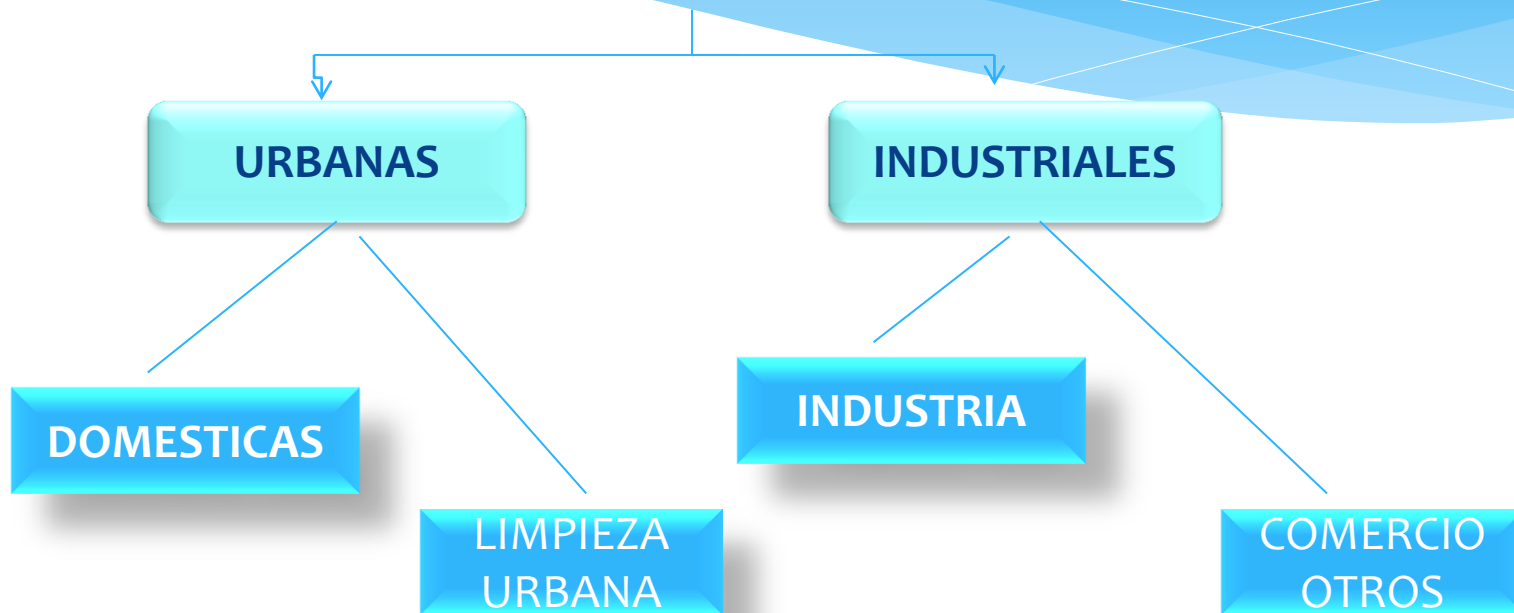 URBANAS
INDUSTRIALES
DOMESTICAS
INDUSTRIA
LIMPIEZA
URBANA
COMERCIO
OTROS